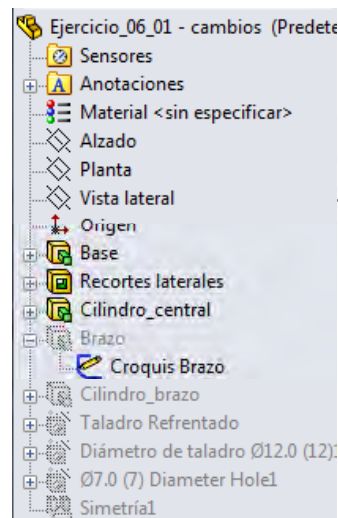 Ejercicio_06_01 - cambios (Predete
Sensores
Anotaciones
Material <sin especificar>
Alzado
Planta
Vista lateral
Origen
Base
Recortes laterales
Cilindro_central
Brazo
Croquis Brazo
Cilindro_brazo
Taladro Refrentado
Diámetro de taladro Ø12.0 (12)1
Ø7.0 (7) Diameter Hole1
Simetría1